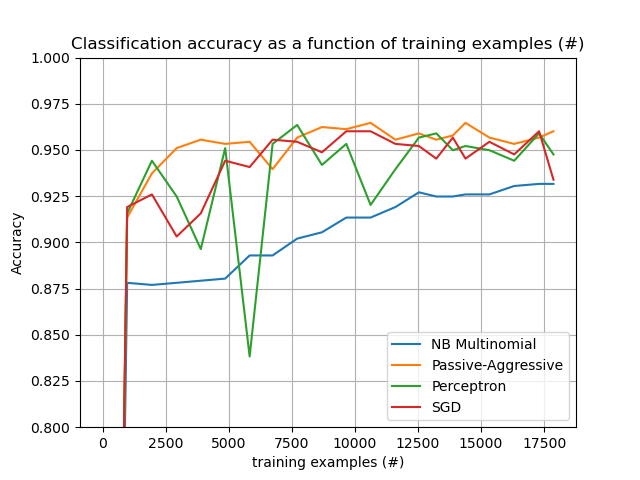 Classification accuracy as a function of training examples (#)
1.000
0.975
0.950
0.925
0.900
0.875
0.850
0.825
0.800
Accuracy
NB Multinomial
Passive-Aggressive
Perceptron
SGD
0 2500 5000 7500 10000 12500 15000 17500
training examples (#)